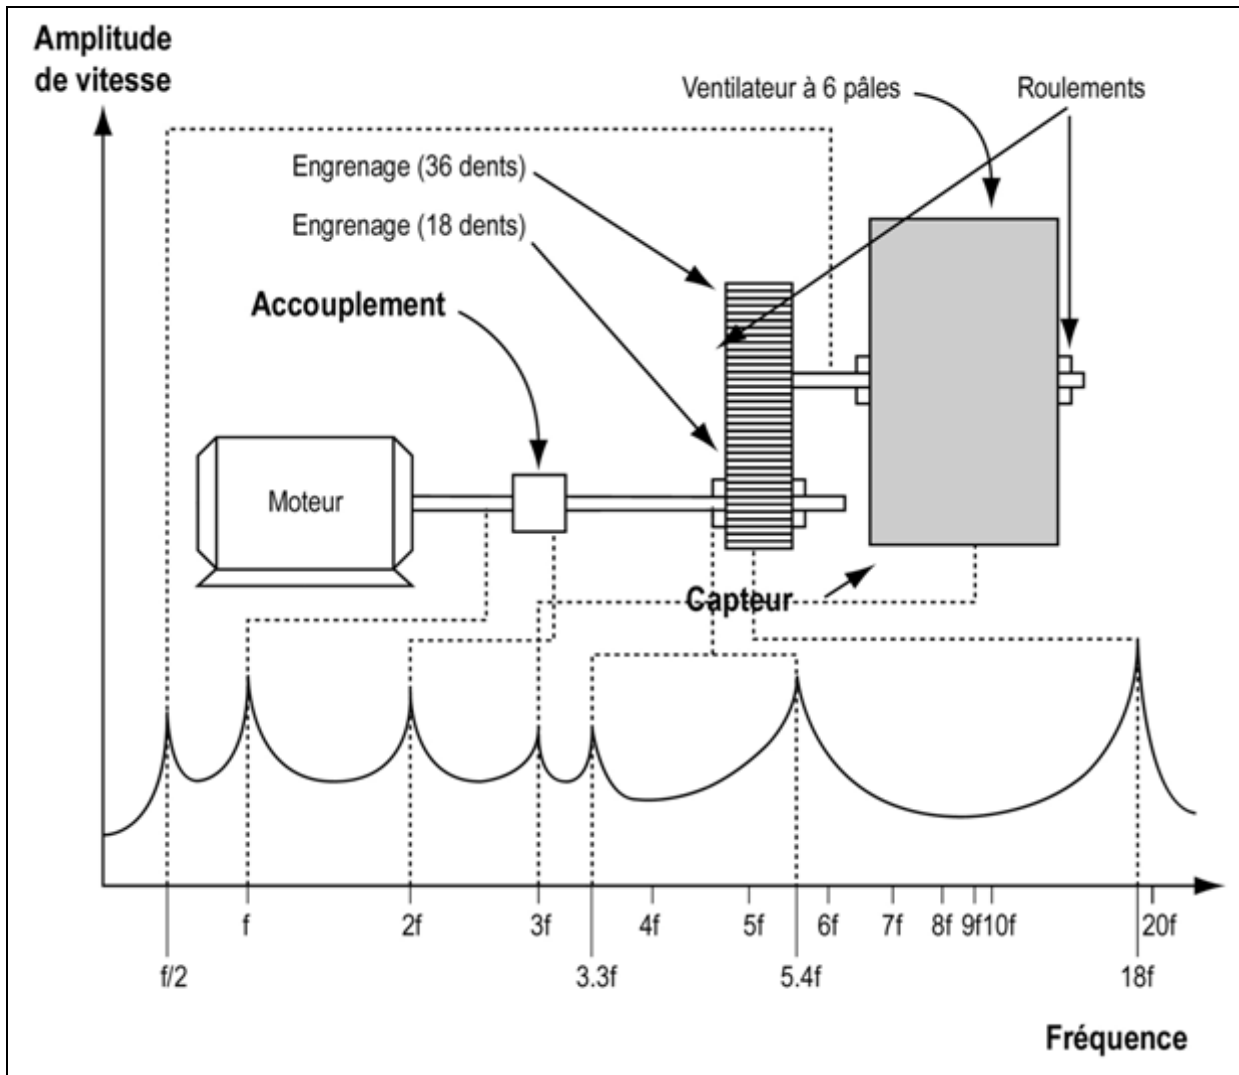 Amplitude
de vitesse
Ventilateur à 6 pâles
Roulements
Engrenage (36 dents)
Engrenage (18 dents)
Accouplement
Moteur
Capteur
f
2f
3f
4f
5f
6f
7f
8f
9f
10f
20f
f/2
3.3f
5.4f
18f
Fréquence